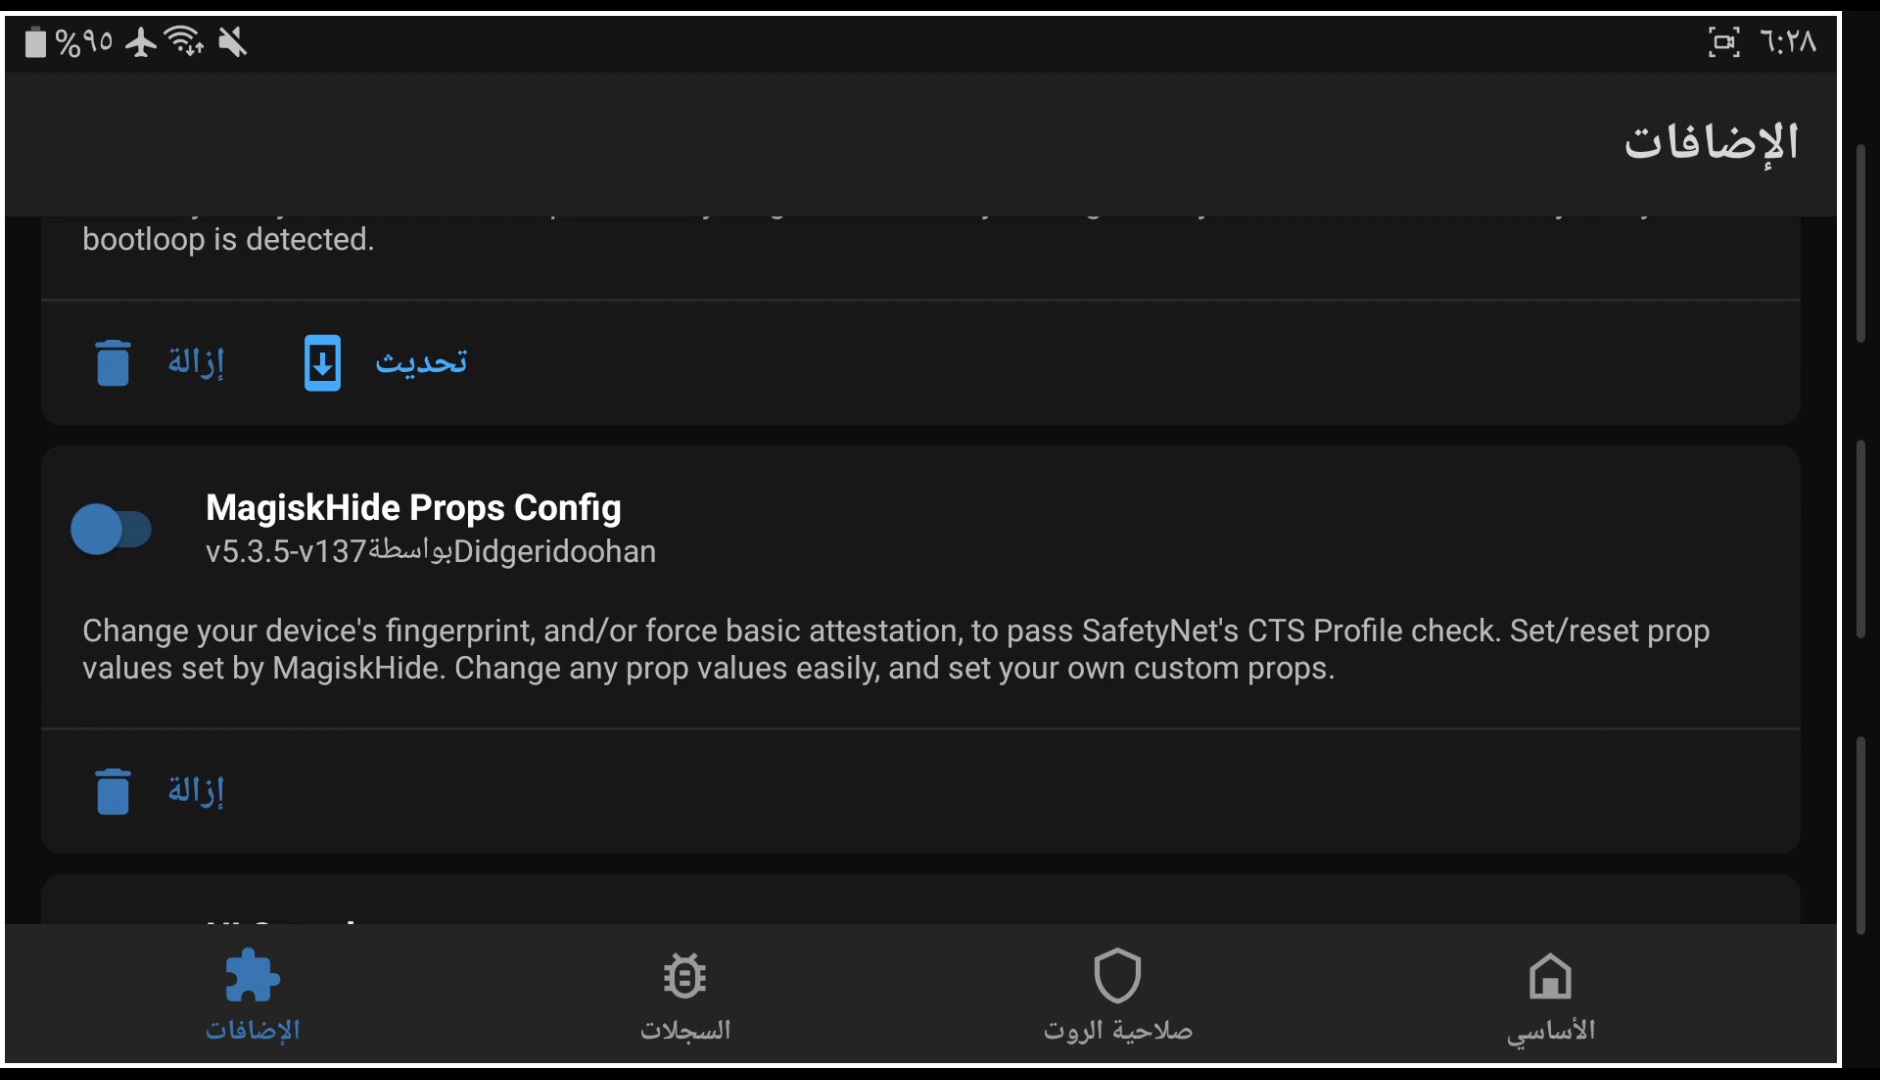 %٩٥
٦:٢٨
الإضافات
bootloop is detected.
إزالة
تحديث
MagiskHide Props Config
v5.3.5-v137بواسطةDidgeridoohan
Change your device's fingerprint, and/or force basic attestation, to pass SafetyNet's CTS Profile check. Set/reset prop
values set by MagiskHide. Change any prop values easily, and set your own custom props.
إزالة
الإضافات
السجلات
صلاحية الروت
الأساسي